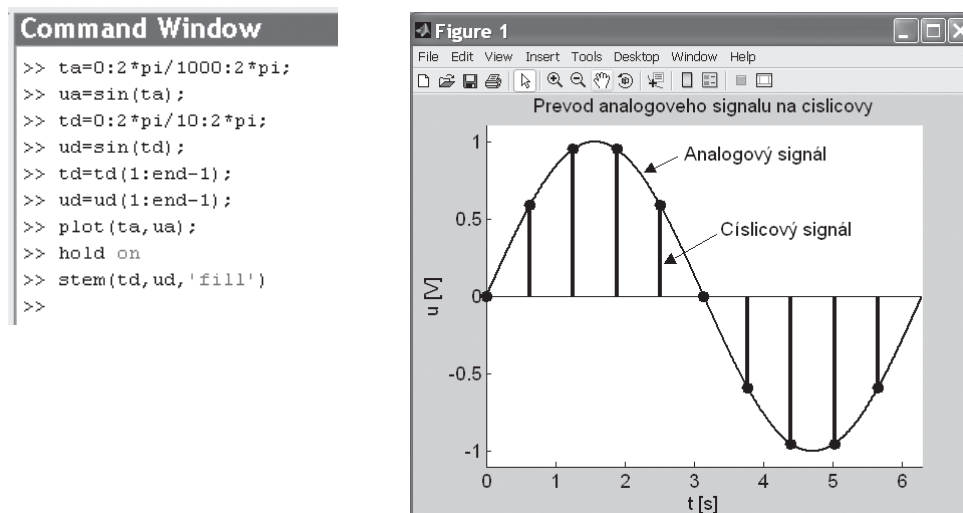 Command Window
>> ta=0:2*pi/1000:2*pi;
>> ua=sin(ta);
>> td=0:2*pi/10:2*pi;
>> ud=sin(td);
>> td=td(1:end-1);
>> ud=ud(1:end-1);
>> plot(ta,ua);
>> hold on
>> stem(td,ud,'fill')
>>
Figure 1
File Edit View Insert Tools Desktop Window Help
Prevod analogoveho signalu na cislicovy
1
Analogový signál
0.5
Císlicový signál
u [V]
0
-0.5
-1
0 1 2 3 4 5 6
t [s]